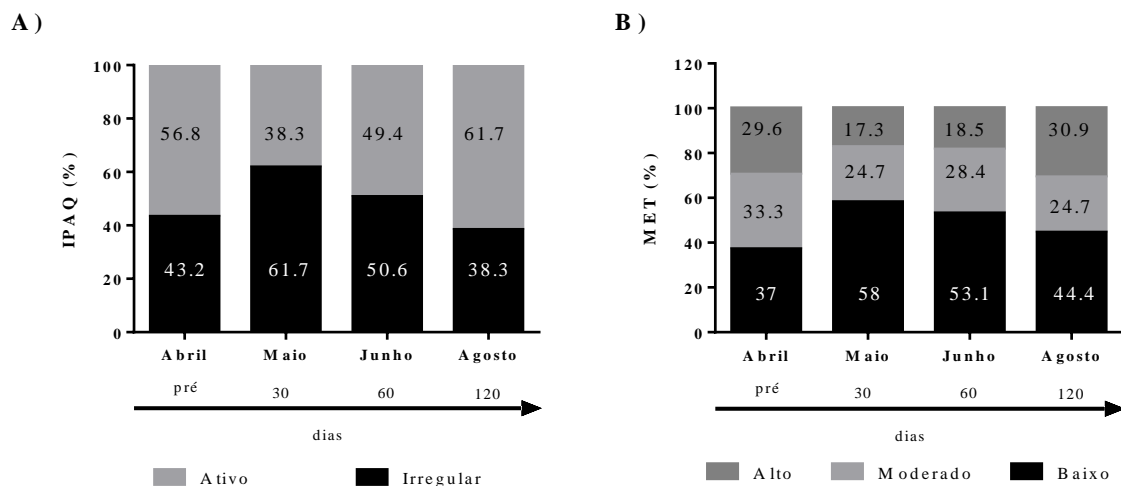 A)
100
80
60
40
20
0
IPAQ (%)
56.8 38.3 49.4 61.7
43.2 61.7 50.6 38.3
Abril Maio Junho Agosto
pré 30 60 120
dias
Ativo Irregular
B)
120
100
80
60
40
20
0
MET (%)
29.6 17.3 18.5 30.9
33.3 24.7 28.4 24.7
37 58 53.1 44.4
Abril Maio Junho Agosto
pré 30 60 120
dias
Alto Moderado Baixo